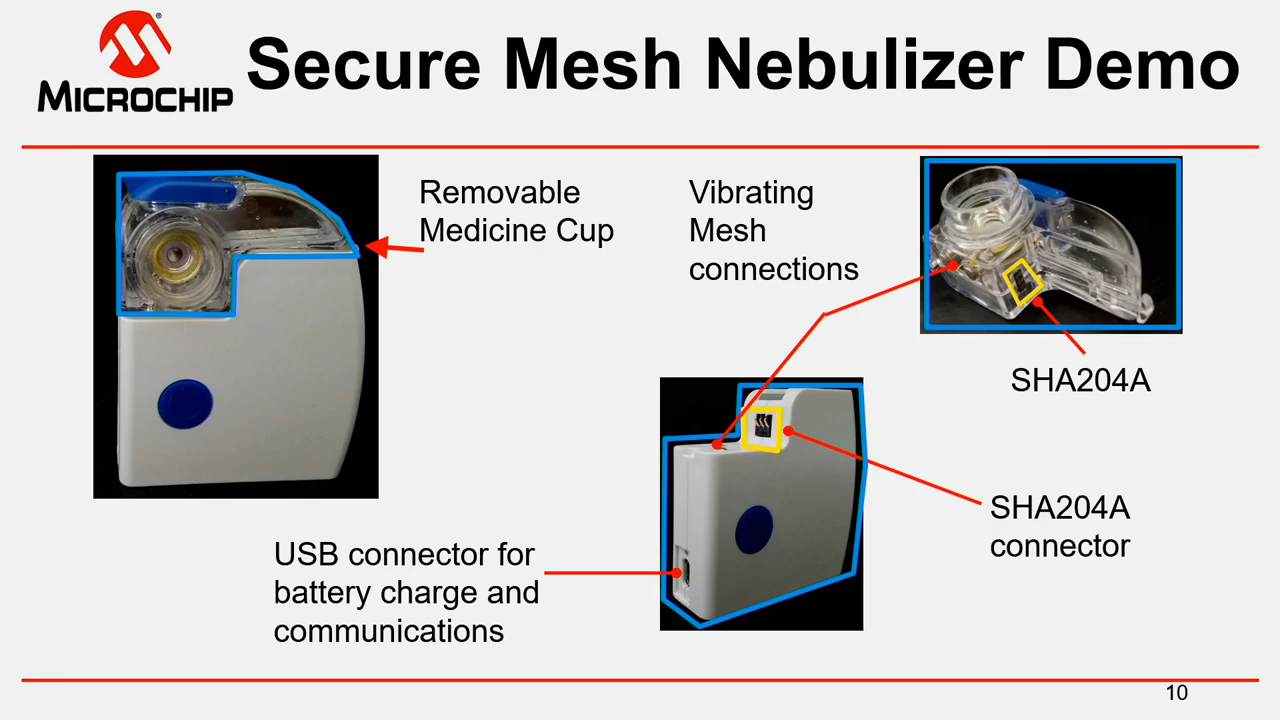 MICROCHIP
Secure Mesh Nebulizer Demo
Removable
Medicine Cup
Vibrating
Mesh
connections
SHA204A
SHA204A
connector
USB connector for
battery charge and
communications
10